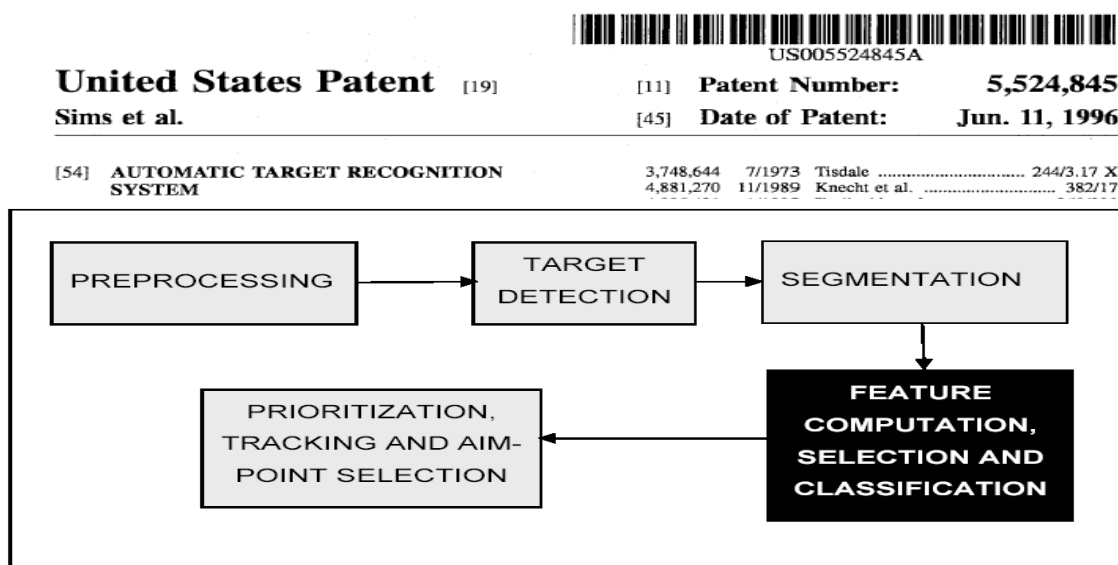 US005524845A
United States Patent [19]
[11] Patent Number: 5,524,845
Sims et al.
[45] Date of Patent: Jun. 11, 1996
[54] AUTOMATIC TARGET RECOGNITION
SYSTEM
3,748,644 7/1973 Tisdale ............................. 244/3.17 X
4,881,270 11/1989 Knecht et al. .......................... 382/17
PREPROCESSING
TARGET
DETECTION
SEGMENTATION
FEATURE
COMPUTATION,
SELECTION AND
CLASSIFICATION
PRIORITIZATION,
TRACKING AND AIM-
POINT SELECTION